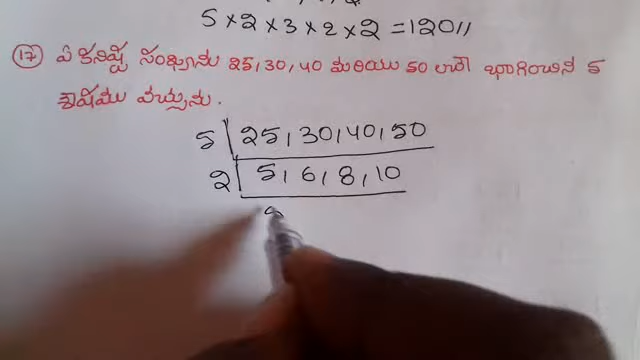 5 × 2 × 3 × 2 × 2 = 120 //
17 ఏ కనిష్ట సంఖ్యను 25, 30, 40 మరియు 50 లచే భాగించిన 5
శేషము వచ్చును.
5 25, 30, 40, 50
2 5, 6, 8, 10